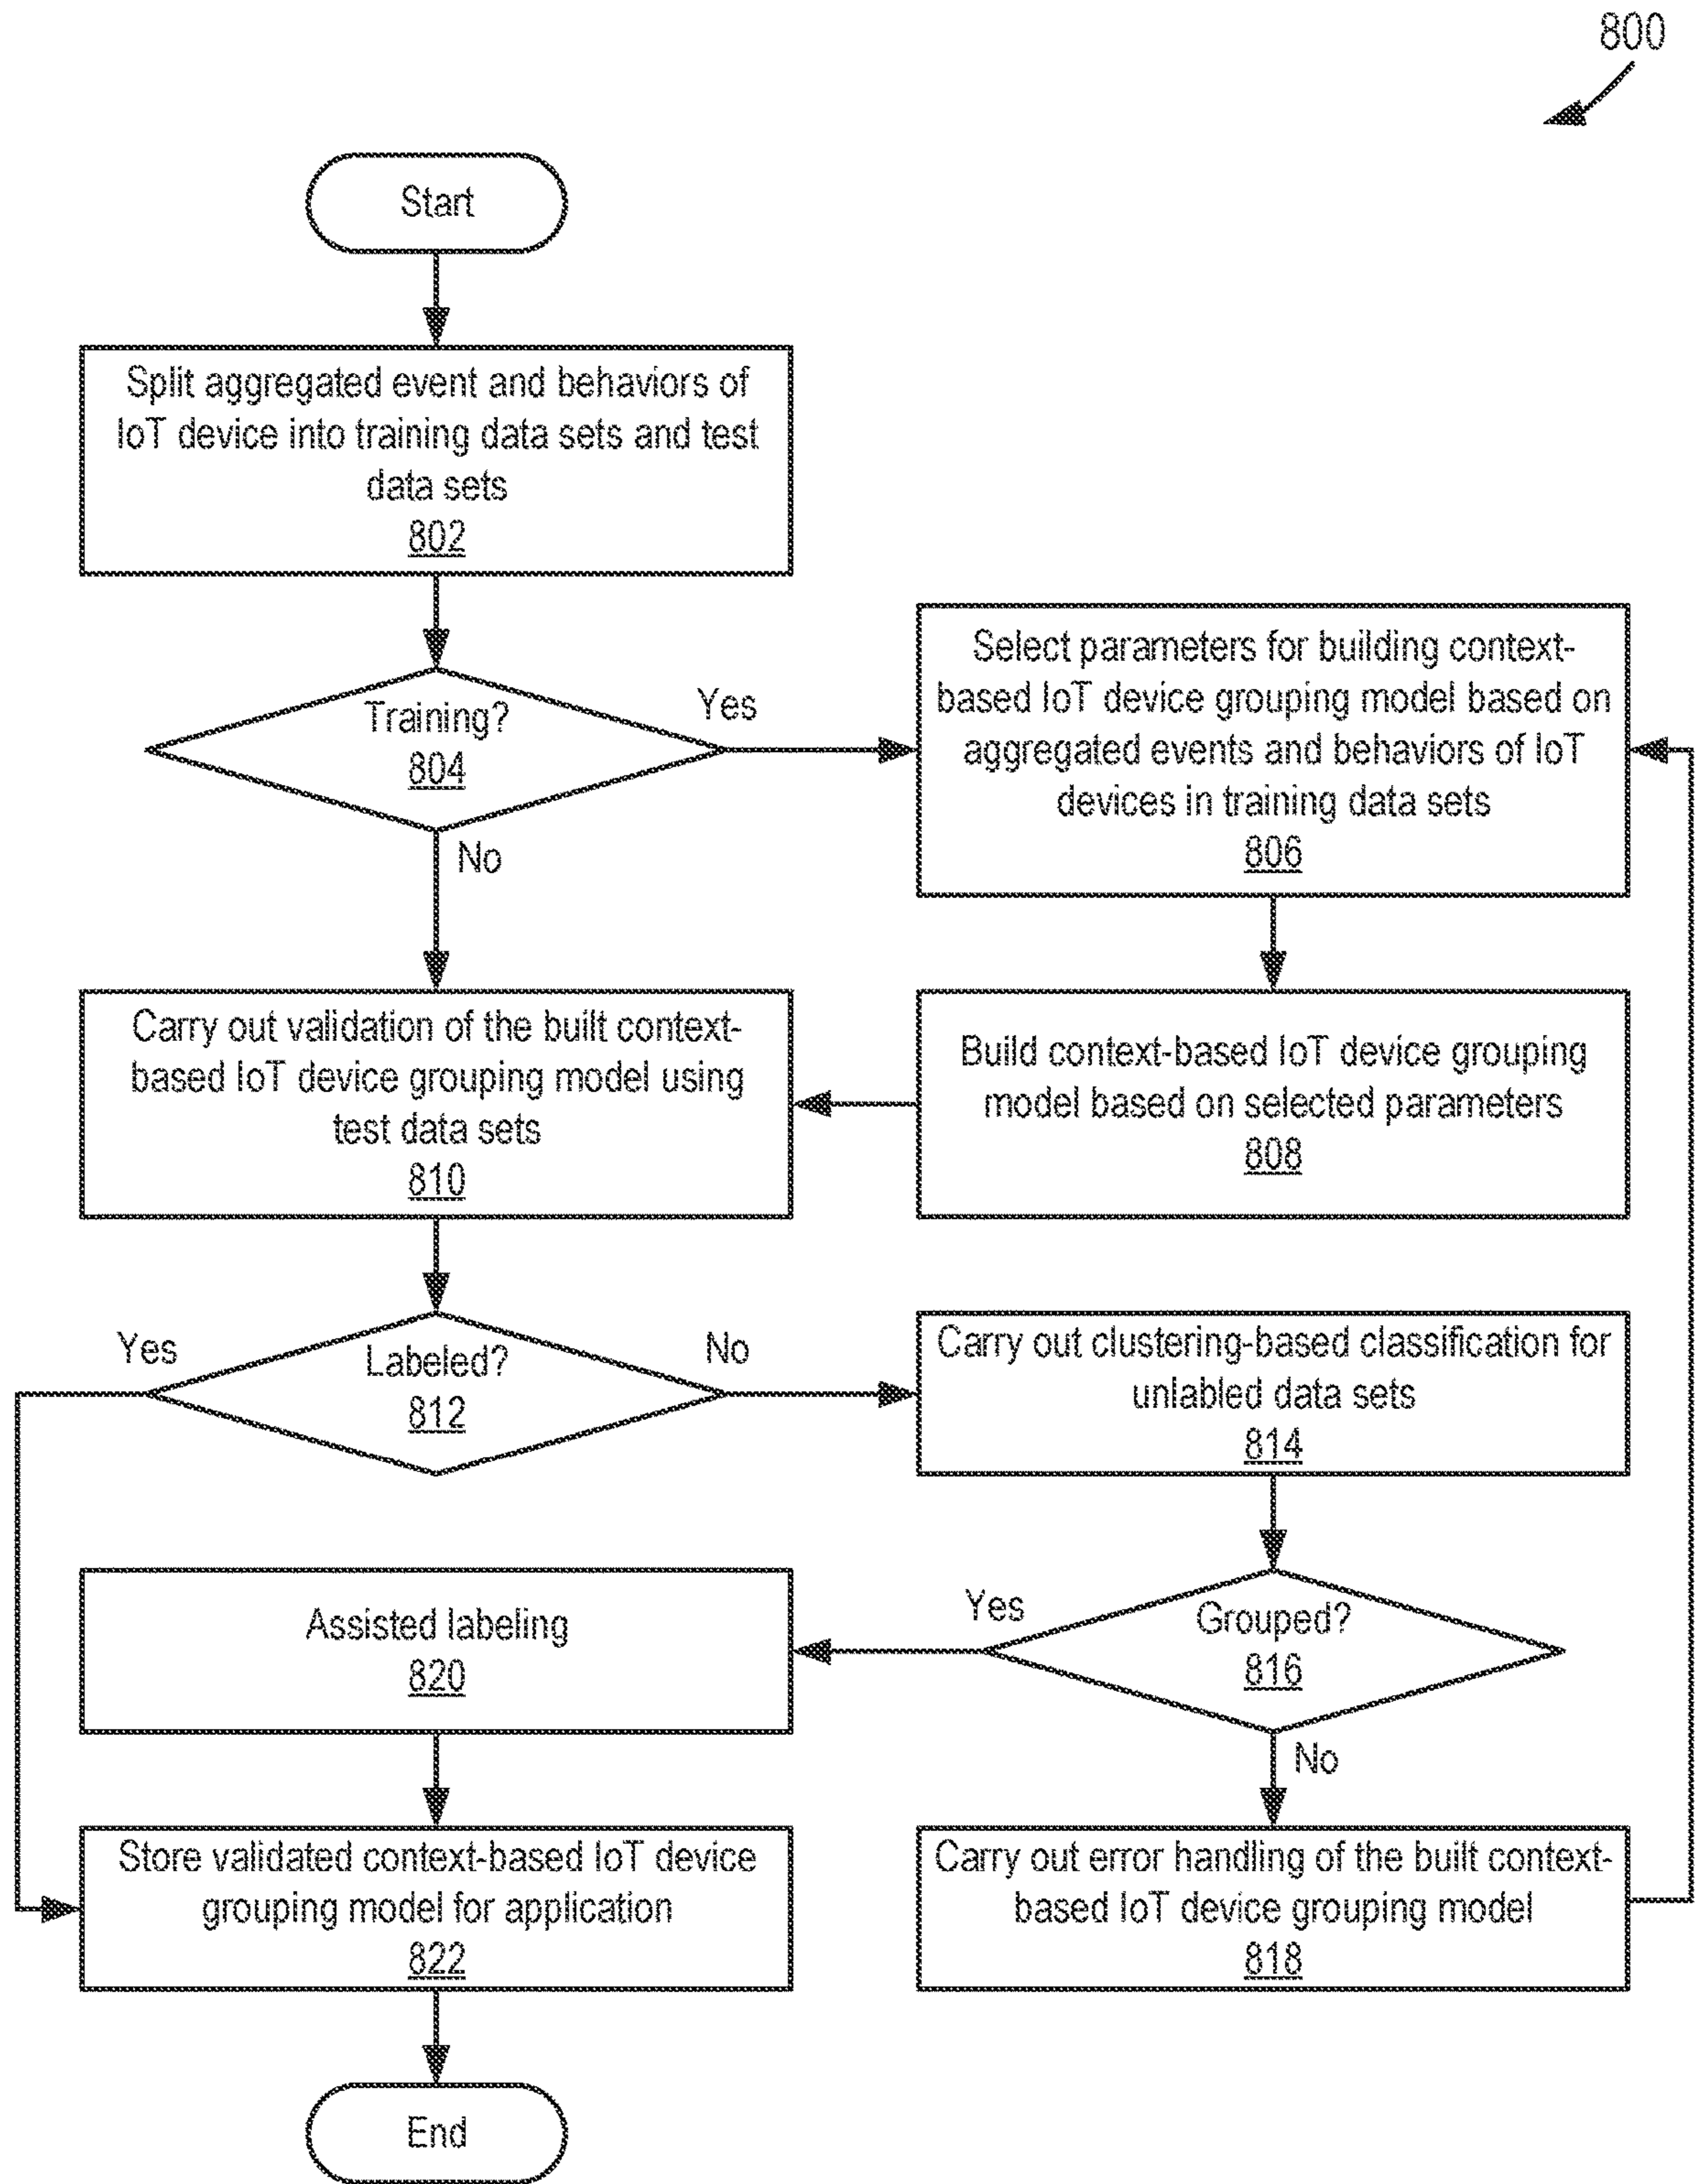 800
Start
Split aggregated event and behaviors of
IoT device into training data sets and test
data sets
802
Training?
804
Yes
No
Select parameters for building context-
based IoT device grouping model based on
aggregated events and behaviors of IoT
devices in training data sets
806
Carry out validation of the built context-
based IoT device grouping model using
test data sets
810
Build context-based IoT device grouping
model based on selected parameters
808
Yes
Labeled?
812
No
Carry out clustering-based classification for
unlabled data sets
814
Assisted labeling
820
Yes
Grouped?
816
No
Store validated context-based IoT device
grouping model for application
822
Carry out error handling of the built context-
based IoT device grouping model
818
End